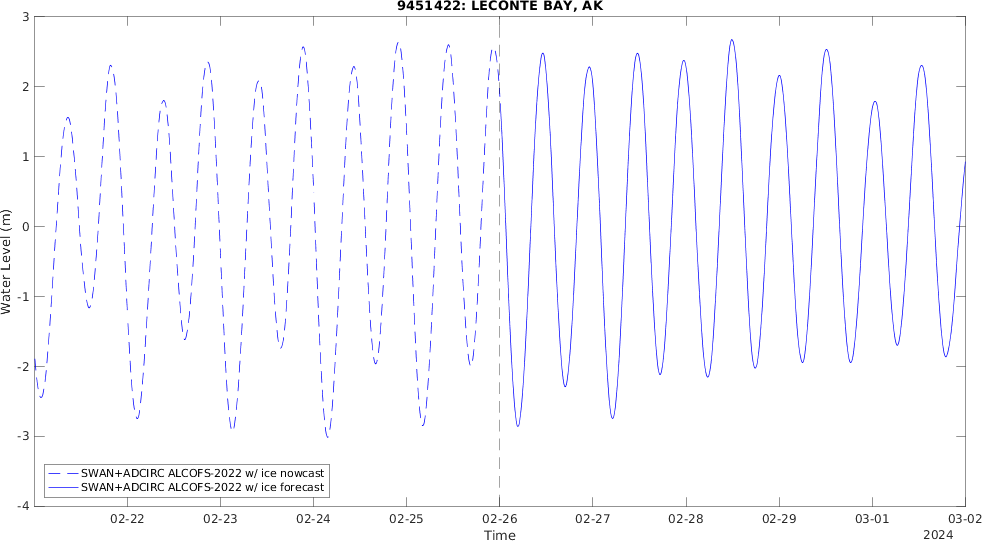 9451422: LECONTE BAY, AK
3
2
1
0
-1
-2
-3
-4
Water Level (m)
SWAN+ADCIRC ALCOFS-2022 w/ ice nowcast
SWAN+ADCIRC ALCOFS-2022 w/ ice forecast
02-22 02-23 02-24 02-25 02-26 02-27 02-28 02-29 03-01 03-02
Time
2024